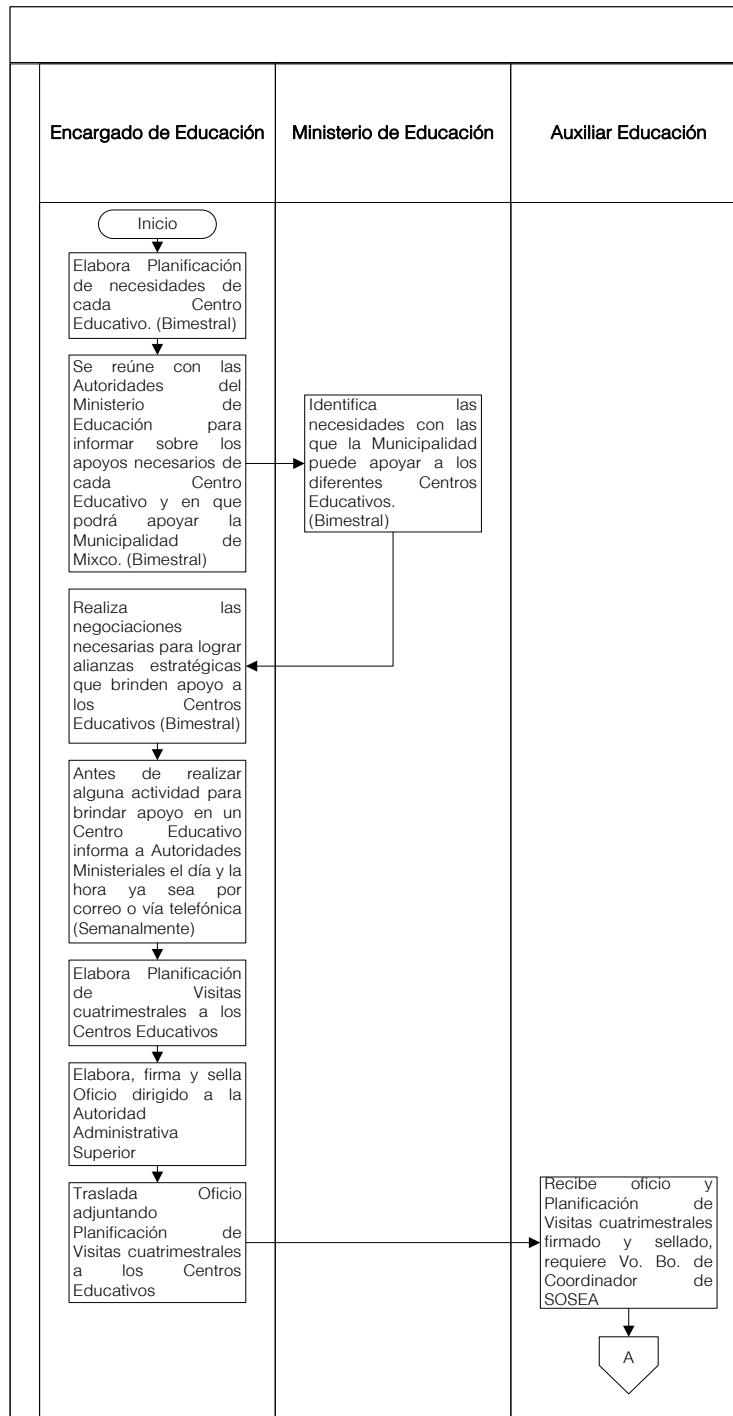 Encargado de Educación
Ministerio de Educación
Auxiliar Educación
Inicio
Elabora Planificación
de necesidades de
cada Centro
Educativo. (Bimestral)
Se reúne con las
Autoridades del
Ministerio de
Educación para
informar sobre los
apoyos necesarios de
cada Centro
Educativo y en que
podrá apoyar la
Municipalidad de
Mixco. (Bimestral)
Identifica las
necesidades con las
que la Municipalidad
puede apoyar a los
diferentes Centros
Educativos.
(Bimestral)
Realiza las
negociaciones
necesarias para lograr
alianzas estratégicas
que brinden apoyo a
los Centros
Educativos (Bimestral)
Antes de realizar
alguna actividad para
brindar apoyo en un
Centro Educativo
informa a Autoridades
Ministeriales el día y la
hora ya sea por
correo o vía telefónica
(Semanalmente)
Elabora Planificación
de Visitas
cuatrimestrales a los
Centros Educativos
Elabora, firma y sella
Oficio dirigido a la
Autoridad
Administrativa
Superior
Traslada Oficio
adjuntando
Planificación de
Visitas cuatrimestrales
a los Centros
Educativos
Recibe oficio y
Planificación de
Visitas cuatrimestrales
firmado y sellado,
requiere Vo. Bo. de
Coordinador de
SOSEA
A